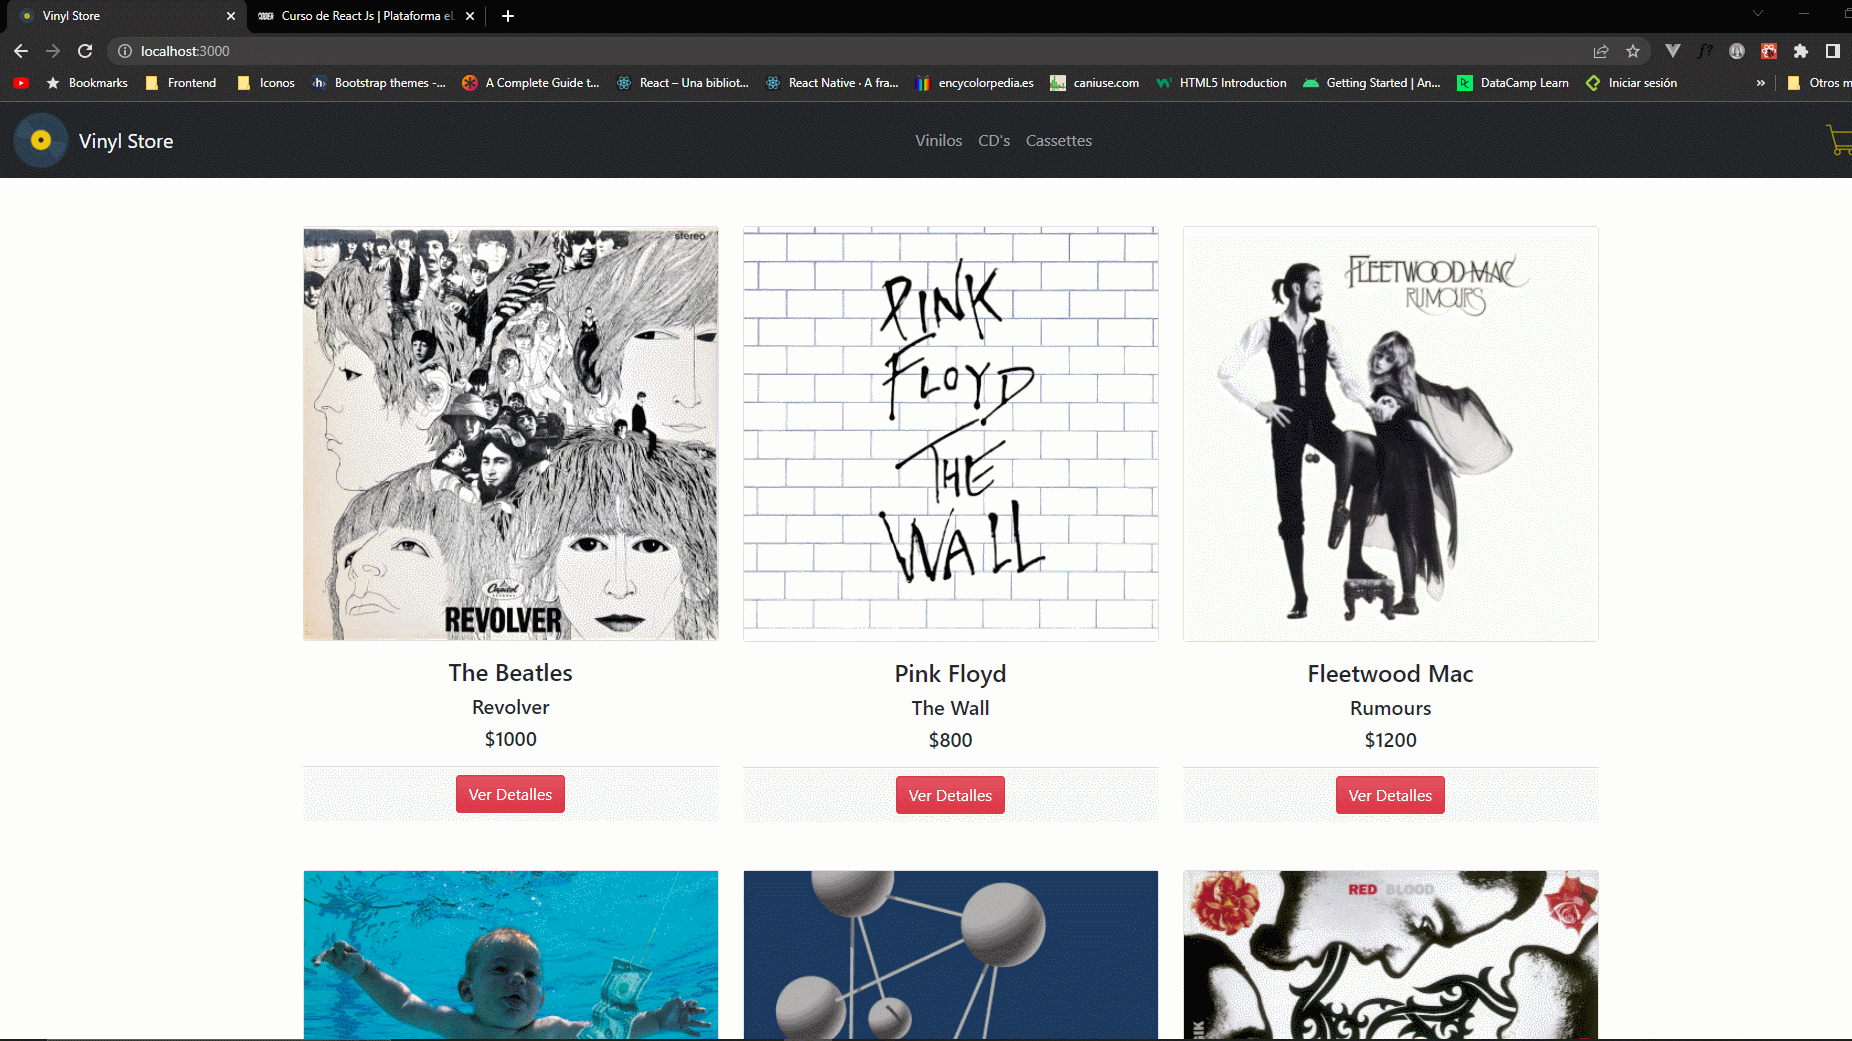 Vinyl Store
CODER Curso de React Js | Plataforma eL
localhost:3000
Bookmarks Frontend Iconos Bootstrap themes -... A Complete Guide t... React – Una bibliot... React Native · A fra... encycolorpedia.es caniuse.com HTML5 Introduction Getting Started | An... DataCamp Learn Iniciar sesión » Otros m
Vinyl Store Vinilos CD's Cassettes
stereo
Capitol
REVOLVER
PINK
FLOYD
THE
WALL
FLEETWOOD MAC
RUMOURS
The Beatles
Revolver
$1000
Ver Detalles
Pink Floyd
The Wall
$800
Ver Detalles
Fleetwood Mac
Rumours
$1200
Ver Detalles
RED BLOOD